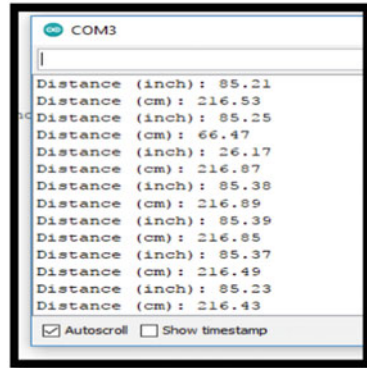 COM3
Distance (inch): 85.21
Distance (cm): 216.53
Distance (inch): 85.25
Distance (cm): 66.47
Distance (inch): 26.17
Distance (cm): 216.87
Distance (inch): 85.38
Distance (cm): 216.89
Distance (inch): 85.39
Distance (cm): 216.85
Distance (inch): 85.37
Distance (cm): 216.49
Distance (inch): 85.23
Distance (cm): 216.43
Autoscroll Show timestamp